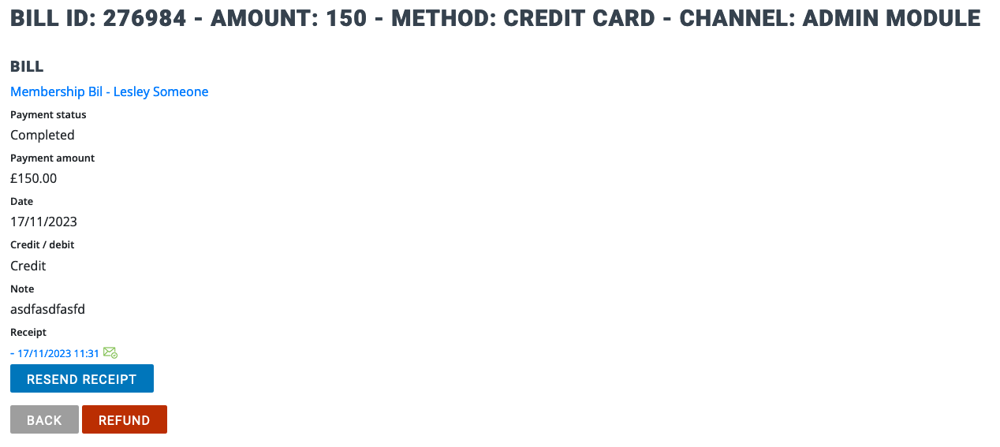 BILL ID: 276984 - AMOUNT: 150 - METHOD: CREDIT CARD - CHANNEL: ADMIN MODULE
BILL
Membership Bil - Lesley Someone
Payment status
Completed
Payment amount
£150.00
Date
17/11/2023
Credit / debit
Credit
Note
asdfasdfasfd
Receipt
- 17/11/2023 11:31
RESEND RECEIPT
BACK REFUND